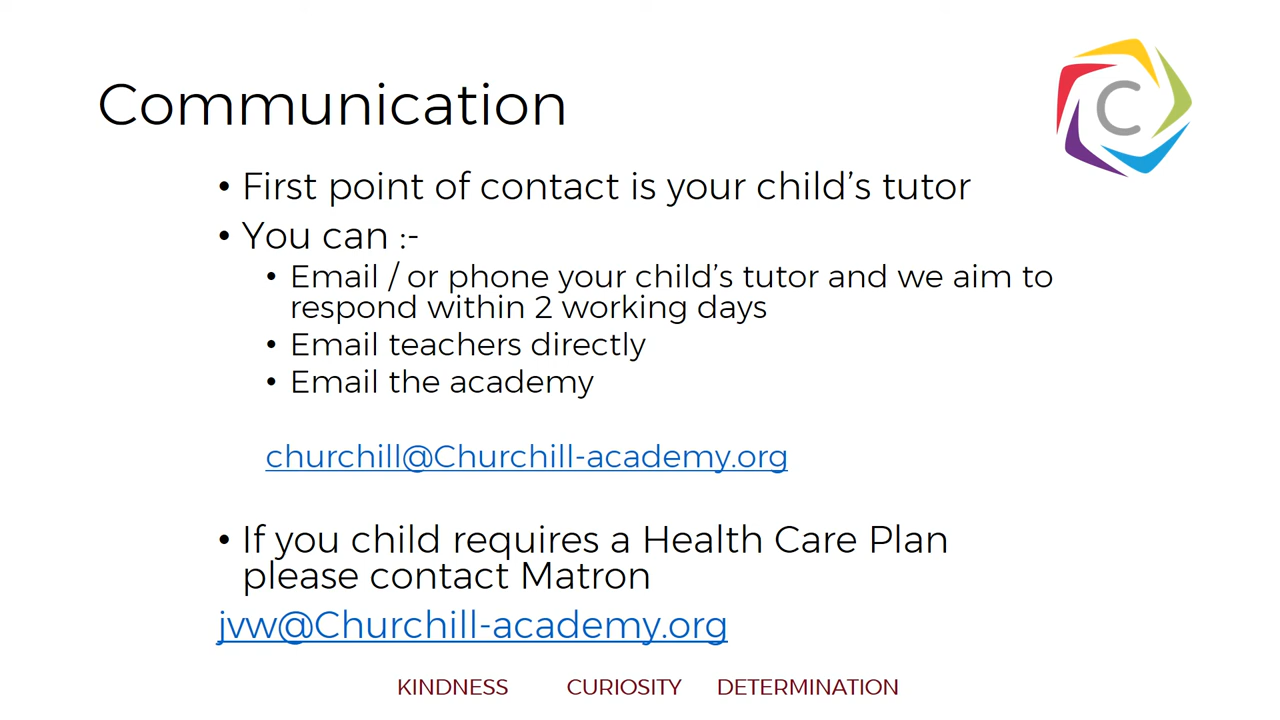 Communication
C
• First point of contact is your child's tutor
• You can :-
• Email / or phone your child's tutor and we aim to
respond within 2 working days
• Email teachers directly
• Email the academy
churchill@Churchill-academy.org
• If you child requires a Health Care Plan
please contact Matron
jvw@Churchill-academy.org
KINDNESS CURIOSITY DETERMINATION